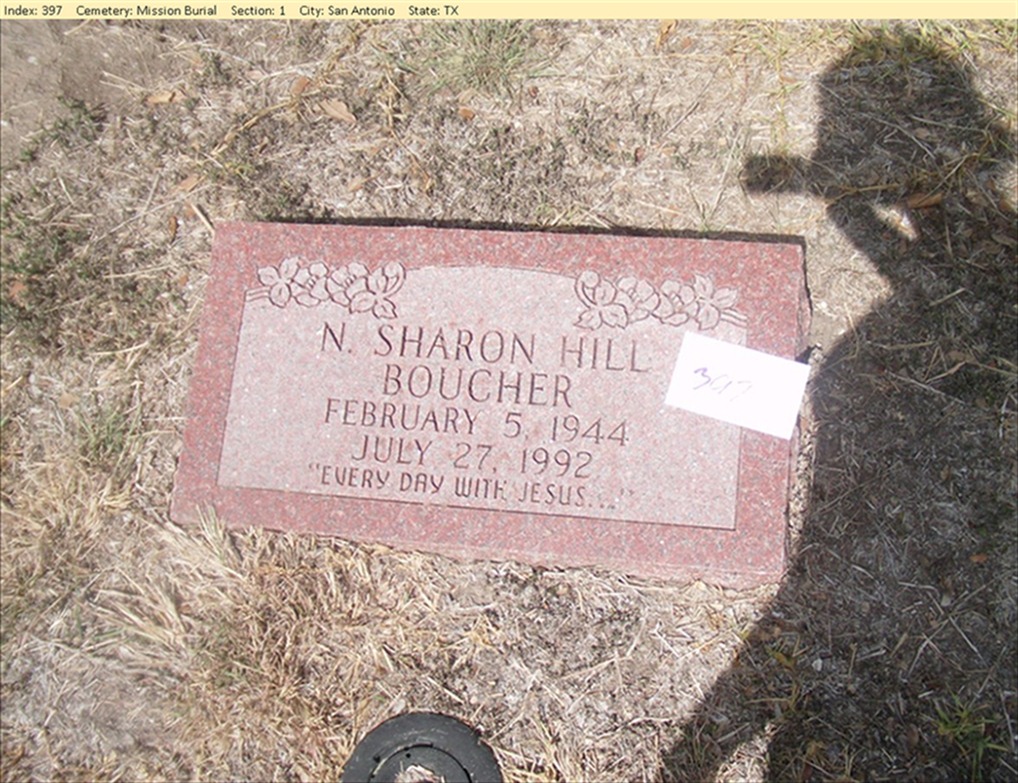 Index: 397 Cemetery: Mission Burial Section: 1 City: San Antonio State: TX
N. SHARON HILL
BOUCHER
397
FEBRUARY 5, 1944
JULY 27, 1992
"EVERY DAY WITH JESUS..."